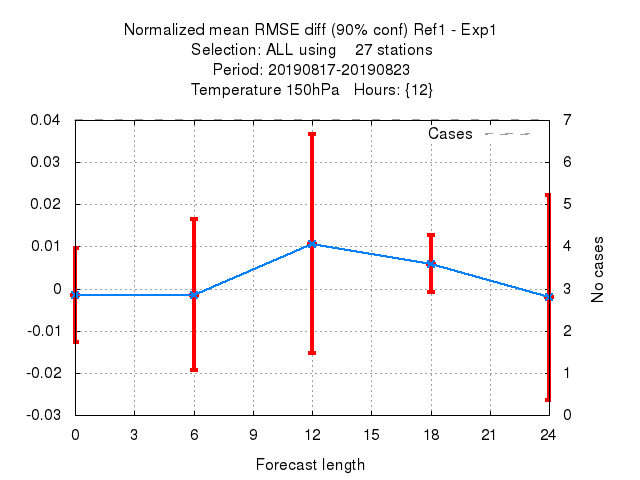 Normalized mean RMSE diff (90% conf) Ref1 - Exp1
Selection: ALL using 27 stations
Period: 20190817-20190823
Temperature 150hPa Hours: {12}
Cases
0.04
0.03
0.02
0.01
0
-0.01
-0.02
-0.03
7
6
5
4
3
2
1
0
No cases
0 3 6 9 12 15 18 21 24
Forecast length